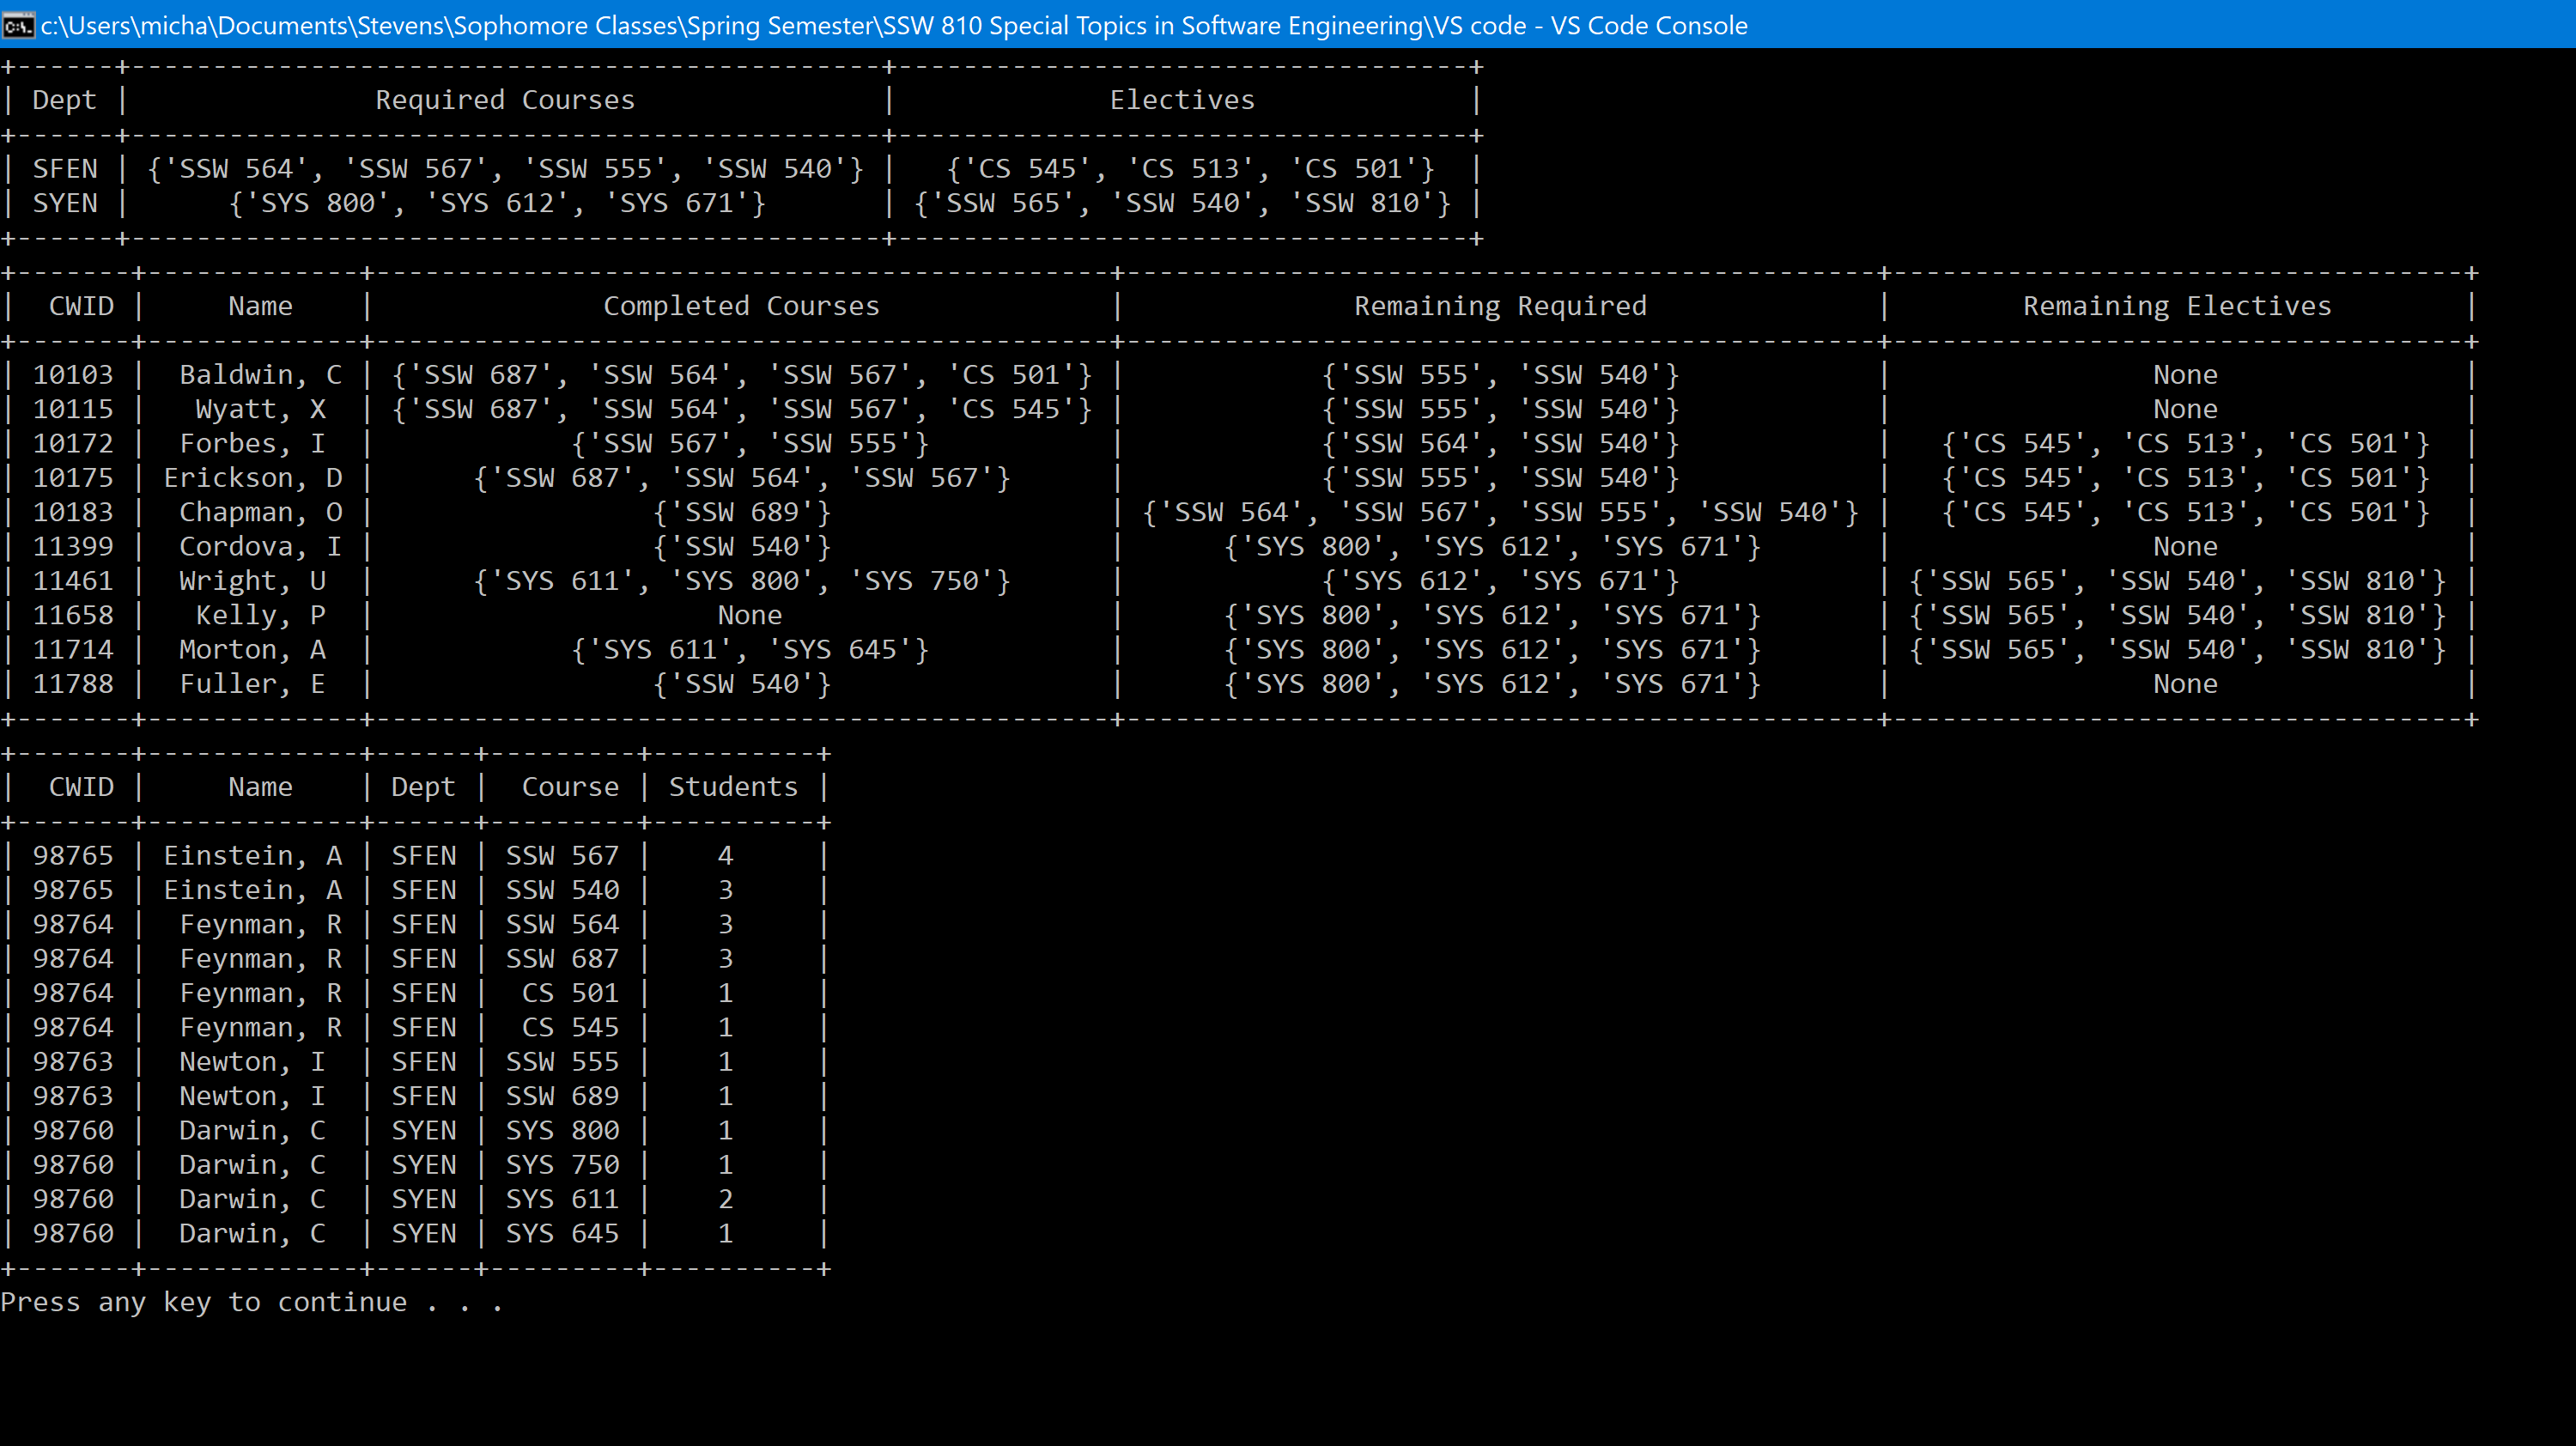 c:\Users\micha\Documents\Stevens\Sophomore Classes\Spring Semester\SSW 810 Special Topics in Software Engineering\VS code - VS Code Console
+------+----------------------------------------------+-----------------------------------+
| Dept |               Required Courses               |             Electives             |
+------+----------------------------------------------+-----------------------------------+
| SFEN | {'SSW 564', 'SSW 567', 'SSW 555', 'SSW 540'} |   {'CS 545', 'CS 513', 'CS 501'}  |
| SYEN |      {'SYS 800', 'SYS 612', 'SYS 671'}       | {'SSW 565', 'SSW 540', 'SSW 810'} |
+------+----------------------------------------------+-----------------------------------+
+-------+-------------+---------------------------------------------+----------------------------------------------+-----------------------------------+
|  CWID |     Name    |              Completed Courses              |              Remaining Required              |        Remaining Electives        |
+-------+-------------+---------------------------------------------+----------------------------------------------+-----------------------------------+
| 10103 |  Baldwin, C | {'SSW 687', 'SSW 564', 'SSW 567', 'CS 501'} |            {'SSW 555', 'SSW 540'}            |                None               |
| 10115 |   Wyatt, X  | {'SSW 687', 'SSW 564', 'SSW 567', 'CS 545'} |            {'SSW 555', 'SSW 540'}            |                None               |
| 10172 |  Forbes, I  |            {'SSW 567', 'SSW 555'}           |            {'SSW 564', 'SSW 540'}            |   {'CS 545', 'CS 513', 'CS 501'}  |
| 10175 | Erickson, D |      {'SSW 687', 'SSW 564', 'SSW 567'}      |            {'SSW 555', 'SSW 540'}            |   {'CS 545', 'CS 513', 'CS 501'}  |
| 10183 |  Chapman, O |                 {'SSW 689'}                 | {'SSW 564', 'SSW 567', 'SSW 555', 'SSW 540'} |   {'CS 545', 'CS 513', 'CS 501'}  |
| 11399 |  Cordova, I |                 {'SSW 540'}                 |      {'SYS 800', 'SYS 612', 'SYS 671'}       |                None               |
| 11461 |  Wright, U  |      {'SYS 611', 'SYS 800', 'SYS 750'}      |            {'SYS 612', 'SYS 671'}            | {'SSW 565', 'SSW 540', 'SSW 810'} |
| 11658 |   Kelly, P  |                     None                    |      {'SYS 800', 'SYS 612', 'SYS 671'}       | {'SSW 565', 'SSW 540', 'SSW 810'} |
| 11714 |  Morton, A  |            {'SYS 611', 'SYS 645'}           |      {'SYS 800', 'SYS 612', 'SYS 671'}       | {'SSW 565', 'SSW 540', 'SSW 810'} |
| 11788 |  Fuller, E  |                 {'SSW 540'}                 |      {'SYS 800', 'SYS 612', 'SYS 671'}       |                None               |
+-------+-------------+---------------------------------------------+----------------------------------------------+-----------------------------------+
+-------+-------------+------+---------+----------+
|  CWID |     Name    | Dept |  Course | Students |
+-------+-------------+------+---------+----------+
| 98765 | Einstein, A | SFEN | SSW 567 |    4     |
| 98765 | Einstein, A | SFEN | SSW 540 |    3     |
| 98764 |  Feynman, R | SFEN | SSW 564 |    3     |
| 98764 |  Feynman, R | SFEN | SSW 687 |    3     |
| 98764 |  Feynman, R | SFEN |  CS 501 |    1     |
| 98764 |  Feynman, R | SFEN |  CS 545 |    1     |
| 98763 |  Newton, I  | SFEN | SSW 555 |    1     |
| 98763 |  Newton, I  | SFEN | SSW 689 |    1     |
| 98760 |  Darwin, C  | SYEN | SYS 800 |    1     |
| 98760 |  Darwin, C  | SYEN | SYS 750 |    1     |
| 98760 |  Darwin, C  | SYEN | SYS 611 |    2     |
| 98760 |  Darwin, C  | SYEN | SYS 645 |    1     |
+-------+-------------+------+---------+----------+
Press any key to continue . . .